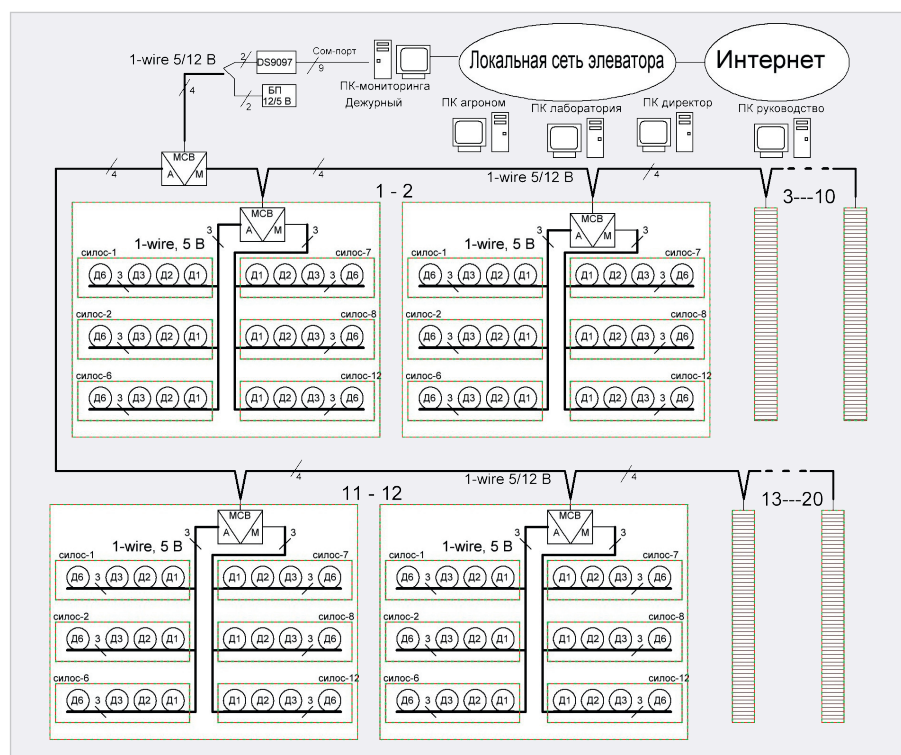 1-wire 5/12 В
2
DS9097
Com-порт
9
БП
12/5 В
2
4
ПК-мониторинга
Дежурный
Локальная сеть элеватора
Интернет
ПК агроном
ПК лаборатория
ПК директор
ПК руководство
МСВ
А М
4
4
4
1-wire 5/12 В
4
1 - 2
3---10
МСВ
А М
3
3
1-wire, 5 В
силос-1
Д6 3 Д3 Д2 Д1
силос-7
Д1 Д2 Д3 3 Д6
силос-2
Д6 3 Д3 Д2 Д1
силос-8
Д1 Д2 Д3 3 Д6
силос-6
Д6 3 Д3 Д2 Д1
силос-12
Д1 Д2 Д3 3 Д6
МСВ
А М
3
3
1-wire, 5 В
силос-1
Д6 3 Д3 Д2 Д1
силос-7
Д1 Д2 Д3 3 Д6
силос-2
Д6 3 Д3 Д2 Д1
силос-8
Д1 Д2 Д3 3 Д6
силос-6
Д6 3 Д3 Д2 Д1
силос-12
Д1 Д2 Д3 3 Д6
4
1-wire 5/12 В
4
11 - 12
13---20
МСВ
А М
3
3
1-wire, 5 В
силос-1
Д6 3 Д3 Д2 Д1
силос-7
Д1 Д2 Д3 3 Д6
силос-2
Д6 3 Д3 Д2 Д1
силос-8
Д1 Д2 Д3 3 Д6
силос-6
Д6 3 Д3 Д2 Д1
силос-12
Д1 Д2 Д3 3 Д6
МСВ
А М
3
3
1-wire, 5 В
силос-1
Д6 3 Д3 Д2 Д1
силос-7
Д1 Д2 Д3 3 Д6
силос-2
Д6 3 Д3 Д2 Д1
силос-8
Д1 Д2 Д3 3 Д6
силос-6
Д6 3 Д3 Д2 Д1
силос-12
Д1 Д2 Д3 3 Д6